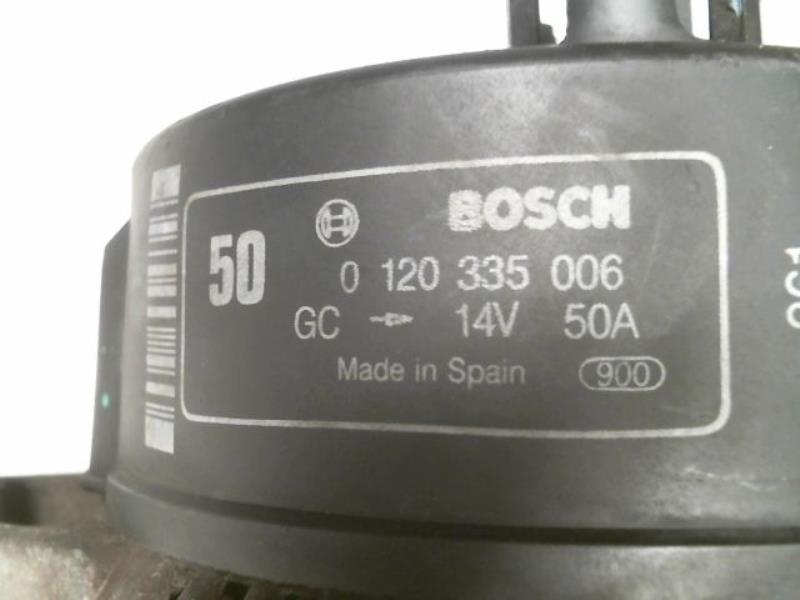 50 BOSCH
0 120 335 006
GC 14V 50A
Made in Spain 900